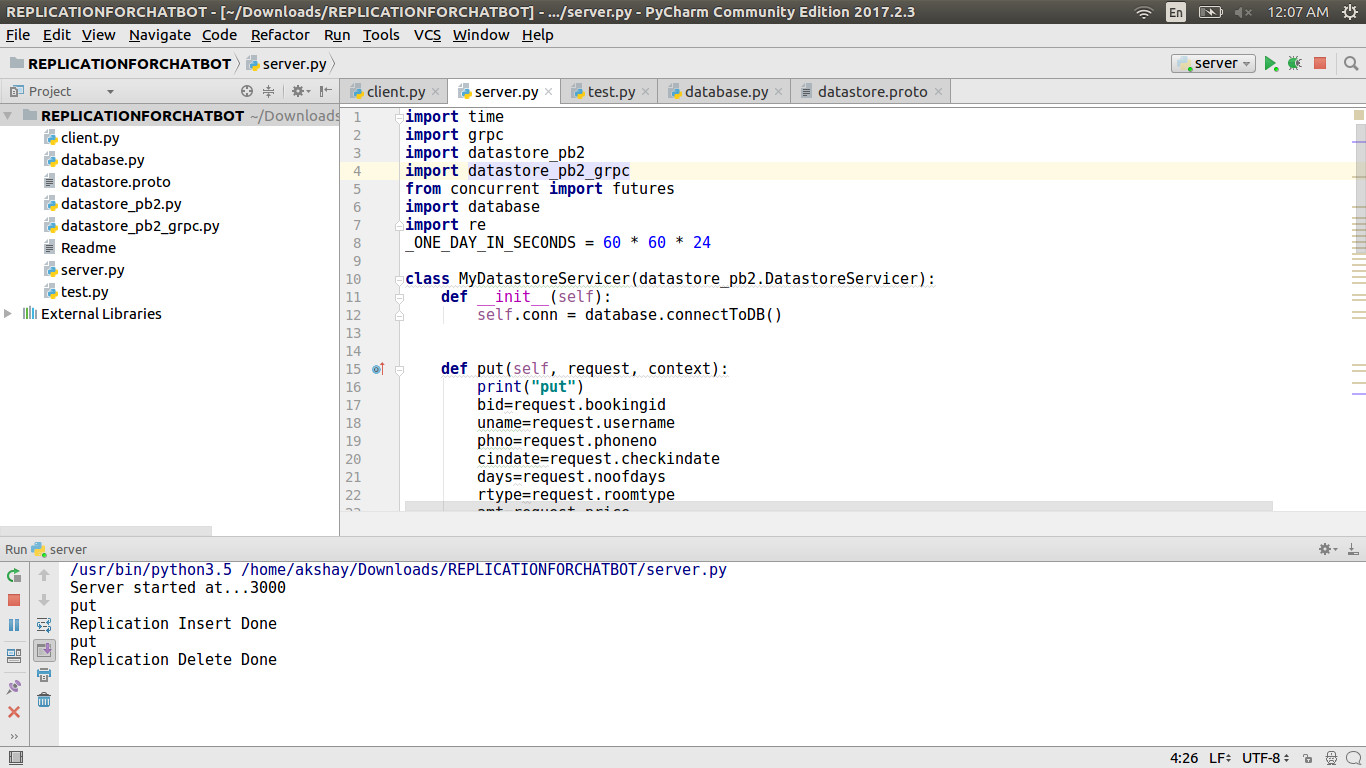 REPLICATIONFORCHATBOT - [~/Downloads/REPLICATIONFORCHATBOT] - .../server.py - PyCharm Community Edition 2017.2.3
En
12:07 AM
File Edit View Navigate Code Refactor Run Tools VCS Window Help
REPLICATIONFORCHATBOT server.py
server
Project
client.py server.py test.py database.py datastore.proto
REPLICATIONFORCHATBOT ~/Downloads
client.py
database.py
datastore.proto
datastore_pb2.py
datastore_pb2_grpc.py
Readme
server.py
test.py
External Libraries
1 import time
2 import grpc
3 import datastore_pb2
4 import datastore_pb2_grpc
5 from concurrent import futures
6 import database
7 import re
8 _ONE_DAY_IN_SECONDS = 60 * 60 * 24
9
10 class MyDatastoreServicer(datastore_pb2.DatastoreServicer):
11 def __init__(self):
12 self.conn = database.connectToDB()
13
14
15 def put(self, request, context):
16 print("put")
17 bid=request.bookingid
18 uname=request.username
19 phno=request.phoneno
20 cindate=request.checkindate
21 days=request.noofdays
22 rtype=request.roomtype
Run server
/usr/bin/python3.5 /home/akshay/Downloads/REPLICATIONFORCHATBOT/server.py
Server started at...3000
put
Replication Insert Done
put
Replication Delete Done
4:26 LF UTF-8